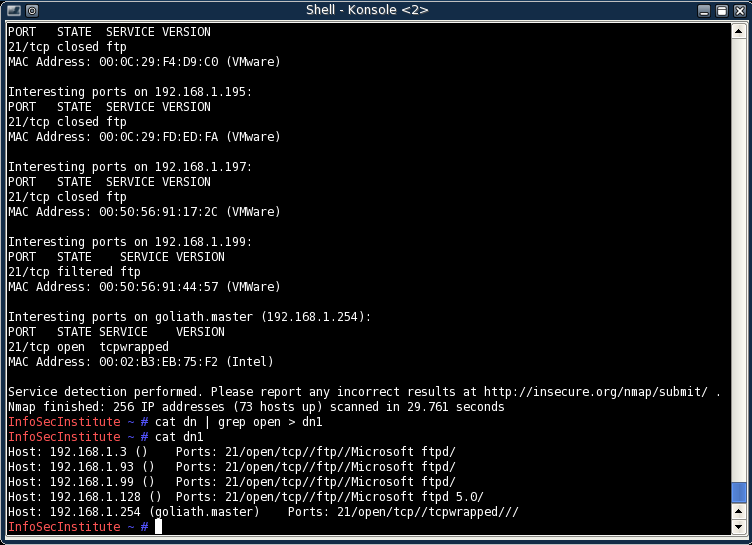 Shell - Konsole <2>
PORT   STATE  SERVICE VERSION
21/tcp closed ftp
MAC Address: 00:0C:29:F4:D9:C0 (VMware)
Interesting ports on 192.168.1.195:
PORT   STATE  SERVICE VERSION
21/tcp closed ftp
MAC Address: 00:0C:29:FD:ED:FA (VMware)
Interesting ports on 192.168.1.197:
PORT   STATE  SERVICE VERSION
21/tcp closed ftp
MAC Address: 00:50:56:91:17:2C (VMWare)
Interesting ports on 192.168.1.199:
PORT   STATE    SERVICE VERSION
21/tcp filtered ftp
MAC Address: 00:50:56:91:44:57 (VMWare)
Interesting ports on goliath.master (192.168.1.254):
PORT   STATE SERVICE    VERSION
21/tcp open  tcpwrapped
MAC Address: 00:02:B3:EB:75:F2 (Intel)
Service detection performed. Please report any incorrect results at http://insecure.org/nmap/submit/ .
Nmap finished: 256 IP addresses (73 hosts up) scanned in 29.761 seconds
InfoSecInstitute ~ # cat dn | grep open > dn1
InfoSecInstitute ~ # cat dn1
Host: 192.168.1.3 ()    Ports: 21/open/tcp//ftp//Microsoft ftpd/
Host: 192.168.1.93 ()   Ports: 21/open/tcp//ftp//Microsoft ftpd/
Host: 192.168.1.99 ()   Ports: 21/open/tcp//ftp//Microsoft ftpd/
Host: 192.168.1.128 ()  Ports: 21/open/tcp//ftp//Microsoft ftpd 5.0/
Host: 192.168.1.254 (goliath.master)    Ports: 21/open/tcp//tcpwrapped///
InfoSecInstitute ~ #